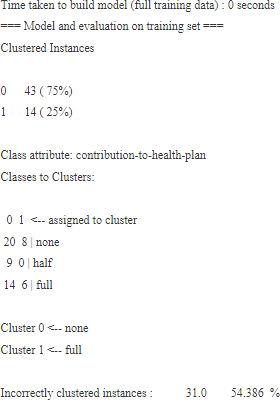 Time taken to build model (full training data) : 0 seconds
=== Model and evaluation on training set ===
Clustered Instances
0 43 ( 75%)
1 14 ( 25%)
Class attribute: contribution-to-health-plan
Classes to Clusters:
0 1 <-- assigned to cluster
20 8 | none
9 0 | half
14 6 | full
Cluster 0 <-- none
Cluster 1 <-- full
Incorrectly clustered instances : 31.0 54.386 %